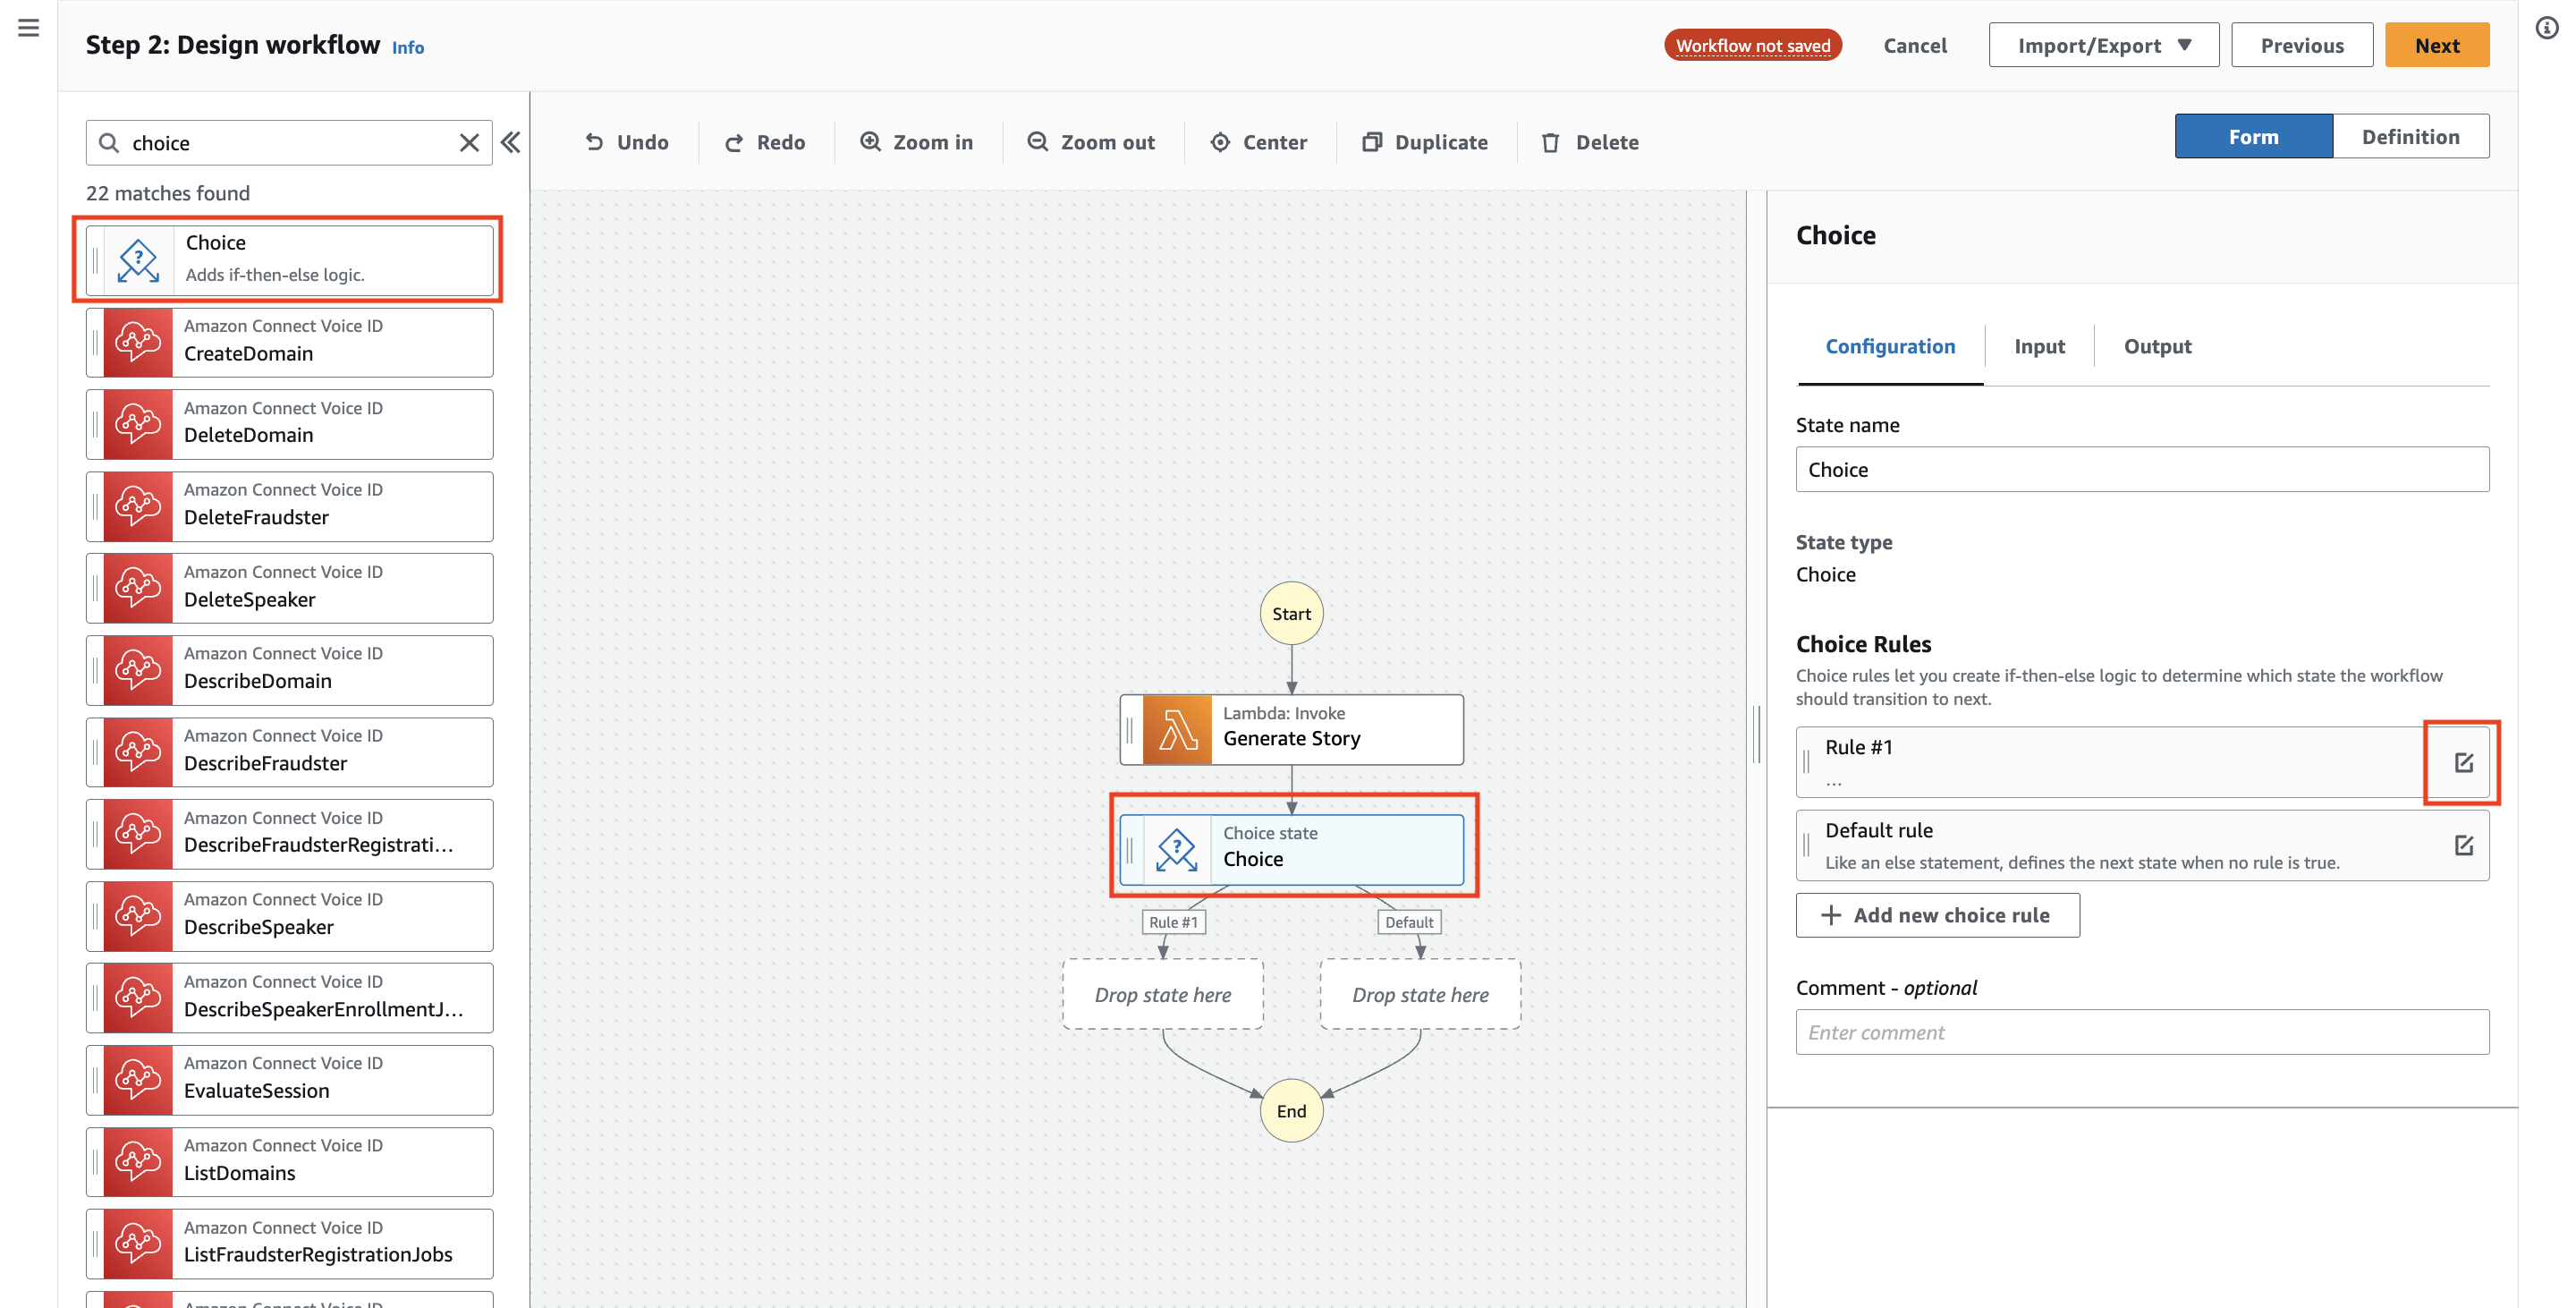 Step 2: Design workflow Info
Workflow not saved
Cancel
Import/Export
Previous
Next
choice
22 matches found
Choice
Adds if-then-else logic.
Amazon Connect Voice ID
CreateDomain
Amazon Connect Voice ID
DeleteDomain
Amazon Connect Voice ID
DeleteFraudster
Amazon Connect Voice ID
DeleteSpeaker
Amazon Connect Voice ID
DescribeDomain
Amazon Connect Voice ID
DescribeFraudster
Amazon Connect Voice ID
DescribeFraudsterRegistrati...
Amazon Connect Voice ID
DescribeSpeaker
Amazon Connect Voice ID
DescribeSpeakerEnrollmentJ...
Amazon Connect Voice ID
EvaluateSession
Amazon Connect Voice ID
ListDomains
Amazon Connect Voice ID
ListFraudsterRegistrationJobs
Amazon Connect Voice ID
Undo
Redo
Zoom in
Zoom out
Center
Duplicate
Delete
Form
Definition
Start
Lambda: Invoke
Generate Story
Choice state
Choice
Rule #1
Default
Drop state here
Drop state here
End
Choice
Configuration
Input
Output
State name
Choice
State type
Choice
Choice Rules
Choice rules let you create if-then-else logic to determine which state the workflow
should transition to next.
Rule #1
...
Default rule
Like an else statement, defines the next state when no rule is true.
Add new choice rule
Comment - optional
Enter comment